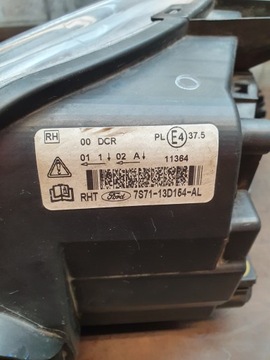 RH
00 DCR
PL E4 37.5
01 1↓ 02 A↓
11364
RHT Ford 7S71-13D154-AL